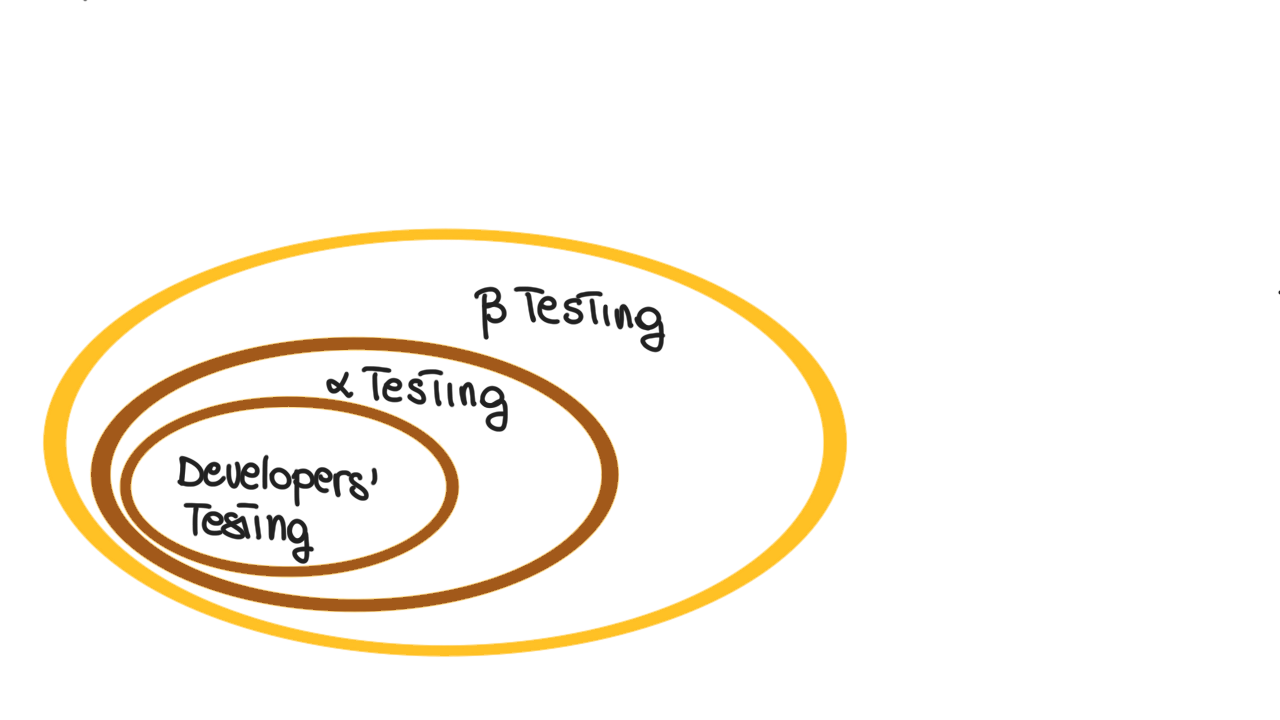 β Testing
α Testing
Developers'
Testing